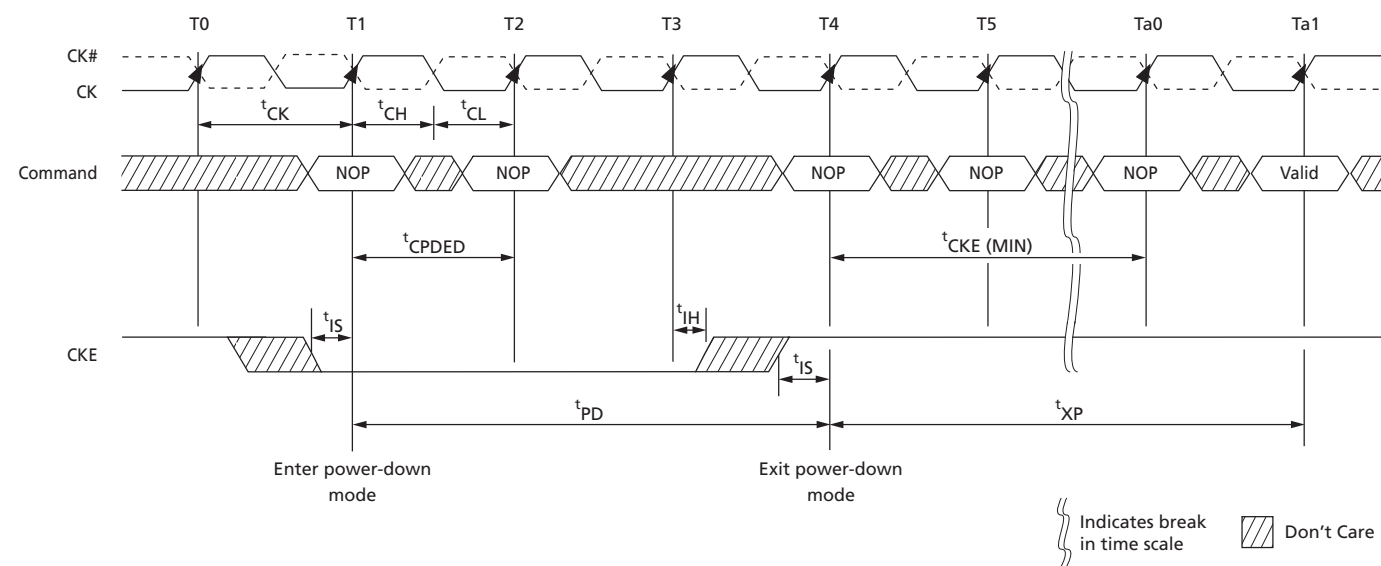 T0 T1 T2 T3 T4 T5 Ta0 Ta1
CK#
CK
tCK tCH tCL
Command NOP NOP NOP NOP NOP Valid
tCPDED tCKE (MIN)
tIS tIH
CKE
tIS
tPD tXP
Enter power-down
mode
Exit power-down
mode
Indicates break
in time scale
Don't Care